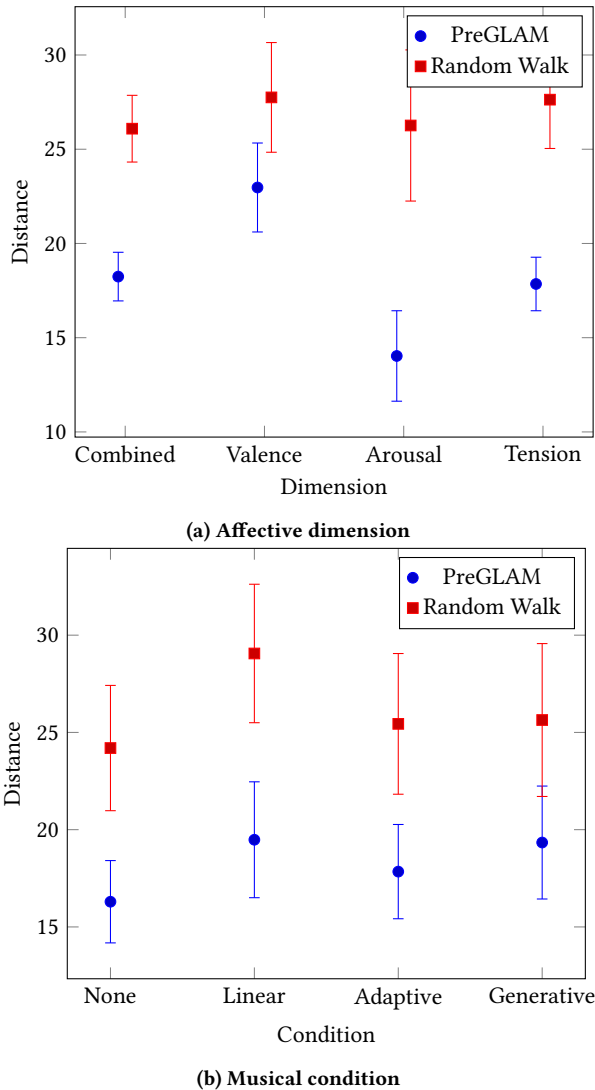 PreGLAM
Random Walk
30
25
20
15
10
Distance
Combined Valence Arousal Tension
Dimension
(a) Affective dimension
PreGLAM
Random Walk
30
25
20
15
Distance
None Linear Adaptive Generative
Condition
(b) Musical condition